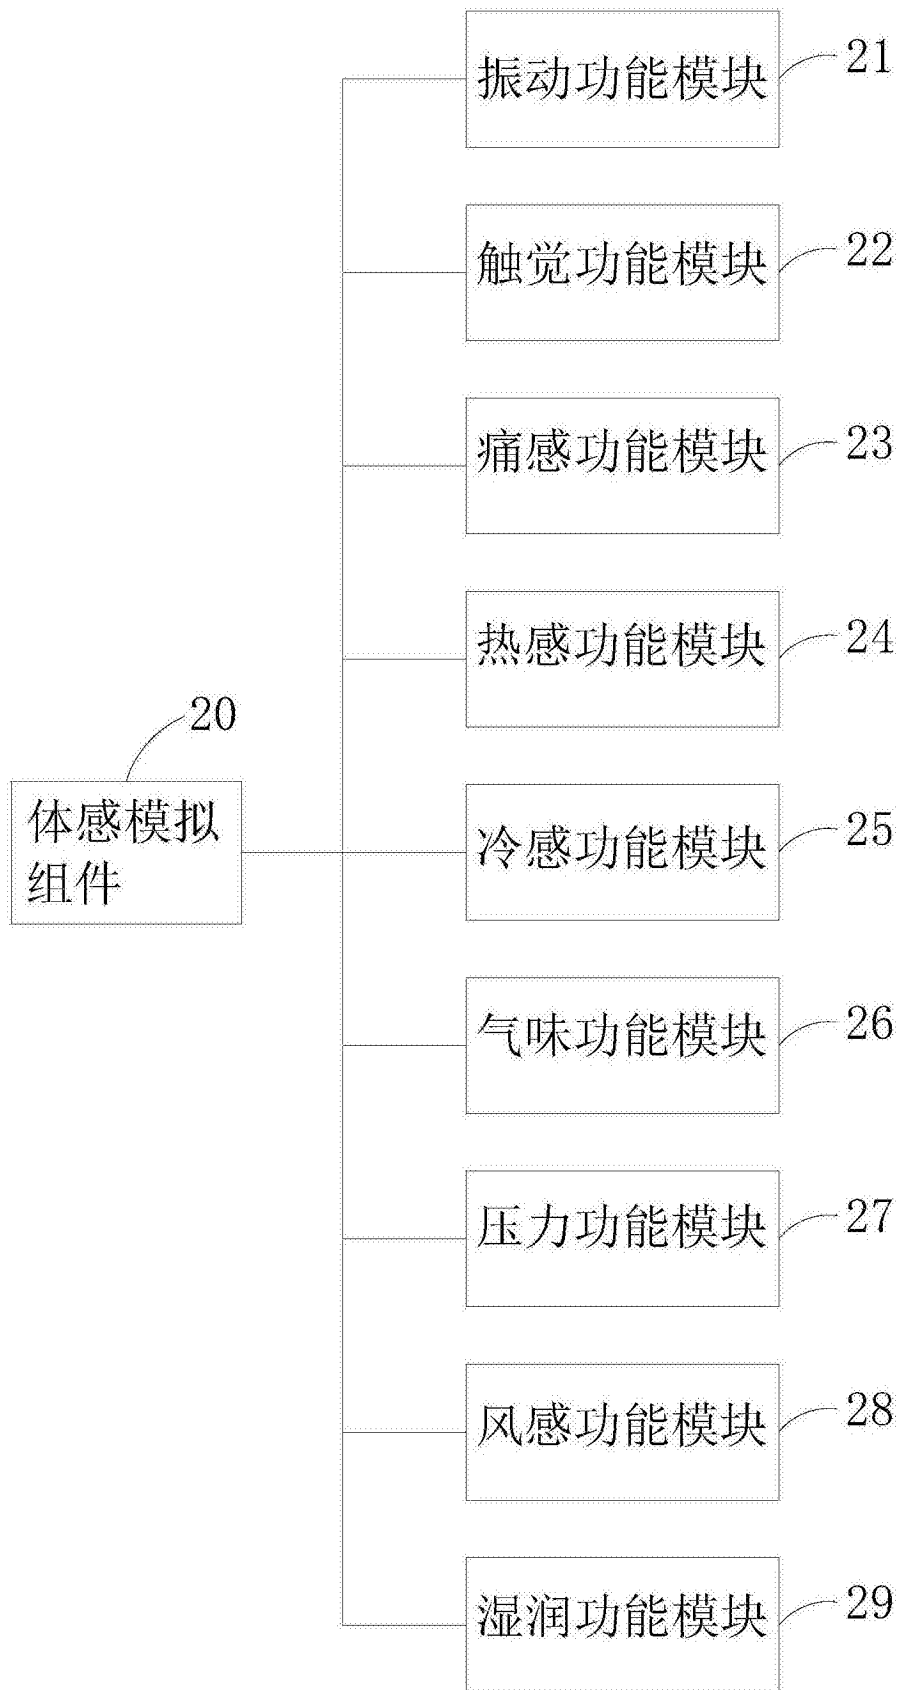 振动功能模块
21
触觉功能模块
22
痛感功能模块
23
热感功能模块
24
20
体感模拟
组件
冷感功能模块
25
气味功能模块
26
压力功能模块
27
风感功能模块
28
湿润功能模块
29